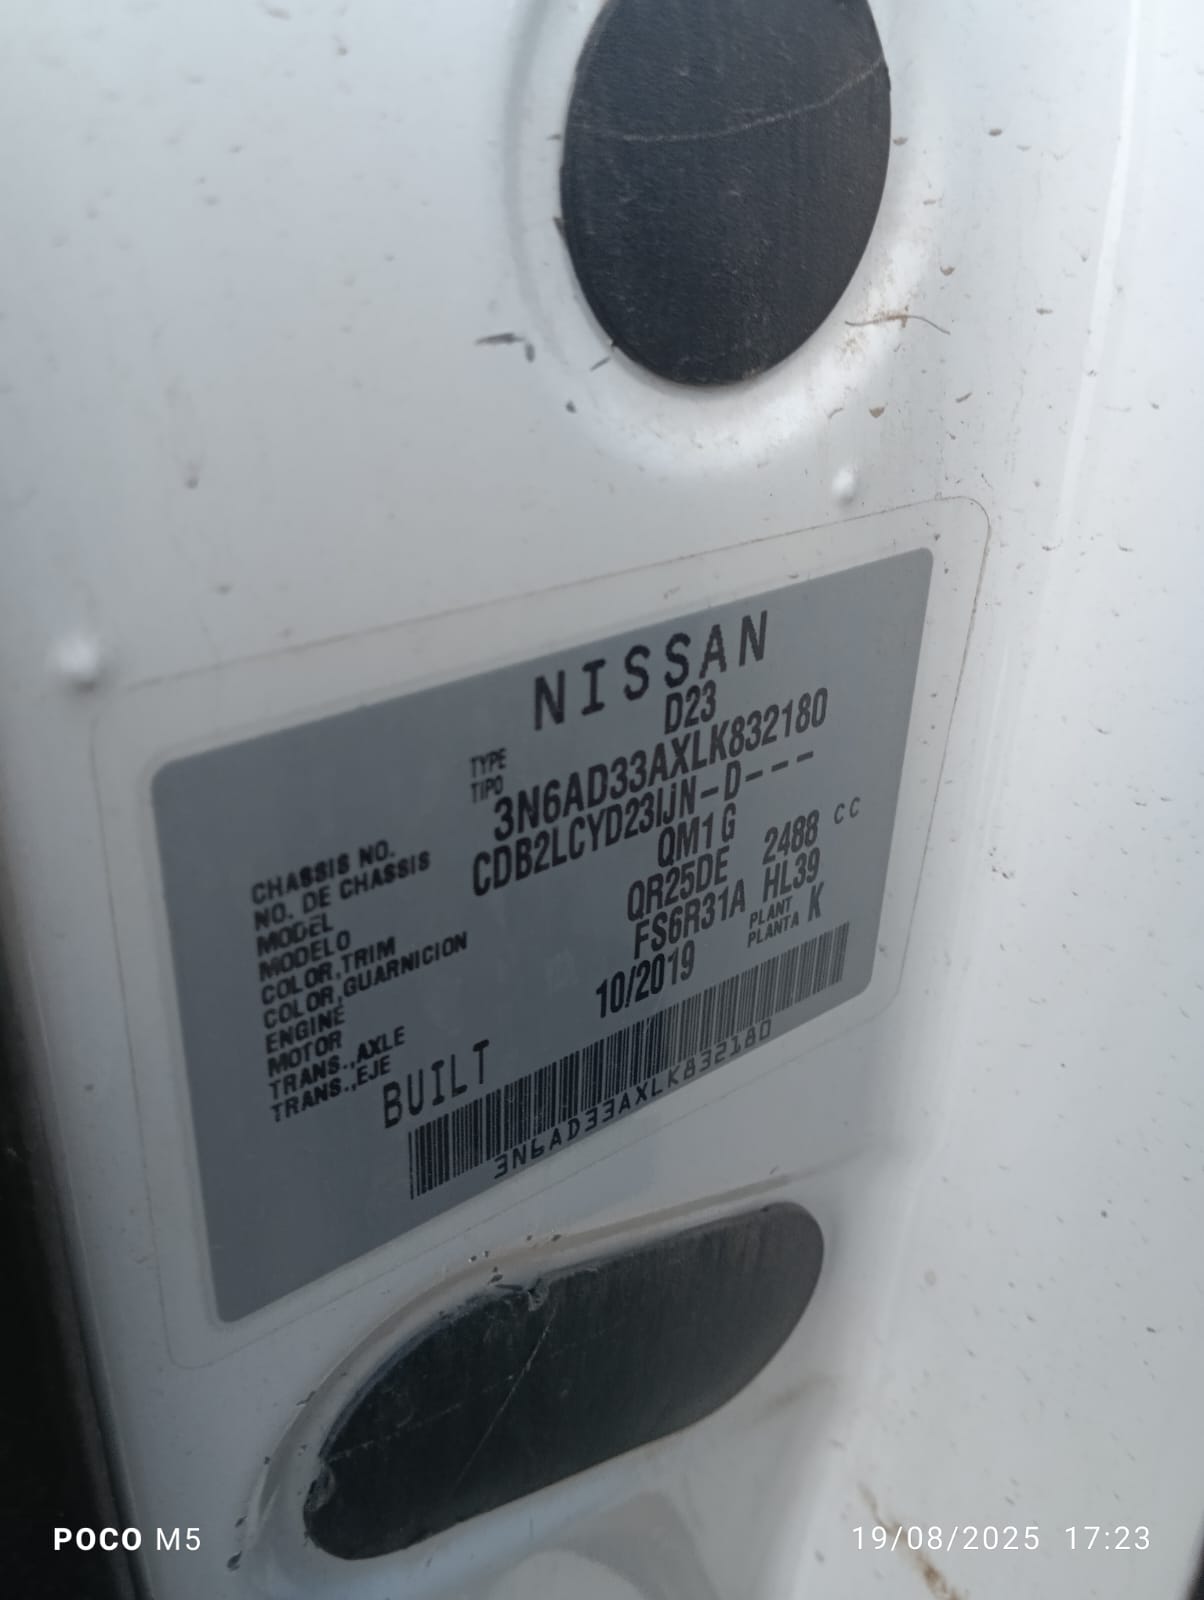 NISSAN
TYPE
TIPO
D23
CHASSIS NO.
NO. DE CHASSIS
3N6AD33AXLK832180
MODEL
MODELO
CDB2LCYD23IJN-D---
COLOR,TRIM
COLOR,GUARNICION
QM1 G
ENGINE
MOTOR
QR25DE 2488 CC
TRANS.,AXLE
TRANS.,EJE
FS6R31A HL39
BUILT 10/2019
PLANT
PLANTA
K
3N6AD33AXLK832180
POCO M5
19/08/2025 17:23